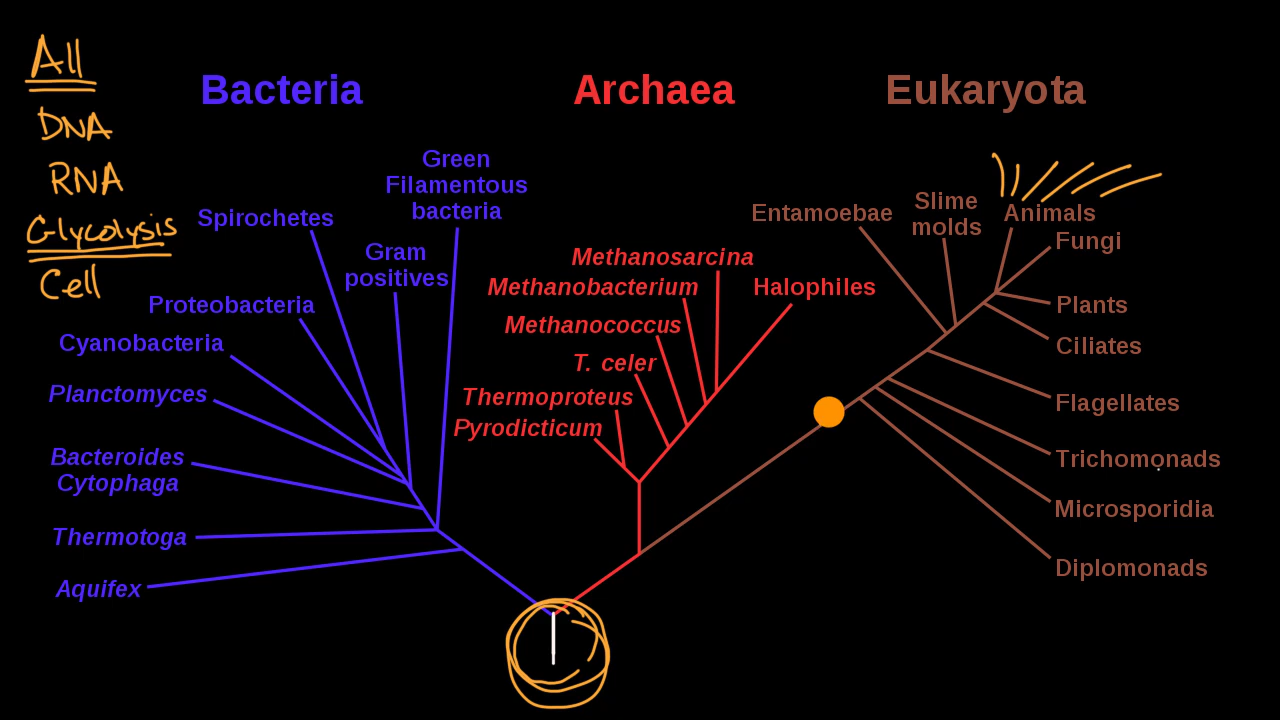 All
DNA
RNA
Glycolysis
Cell
Bacteria
Archaea
Eukaryota
Green
Filamentous
bacteria
Spirochetes
Gram
positives
Proteobacteria
Cyanobacteria
Planctomyces
Bacteroides
Cytophaga
Thermotoga
Aquifex
Methanosarcina
Methanobacterium
Halophiles
Methanococcus
T. celer
Thermoproteus
Pyrodicticum
Entamoebae
Slime
molds
Animals
Fungi
Plants
Ciliates
Flagellates
Trichomonads
Microsporidia
Diplomonads